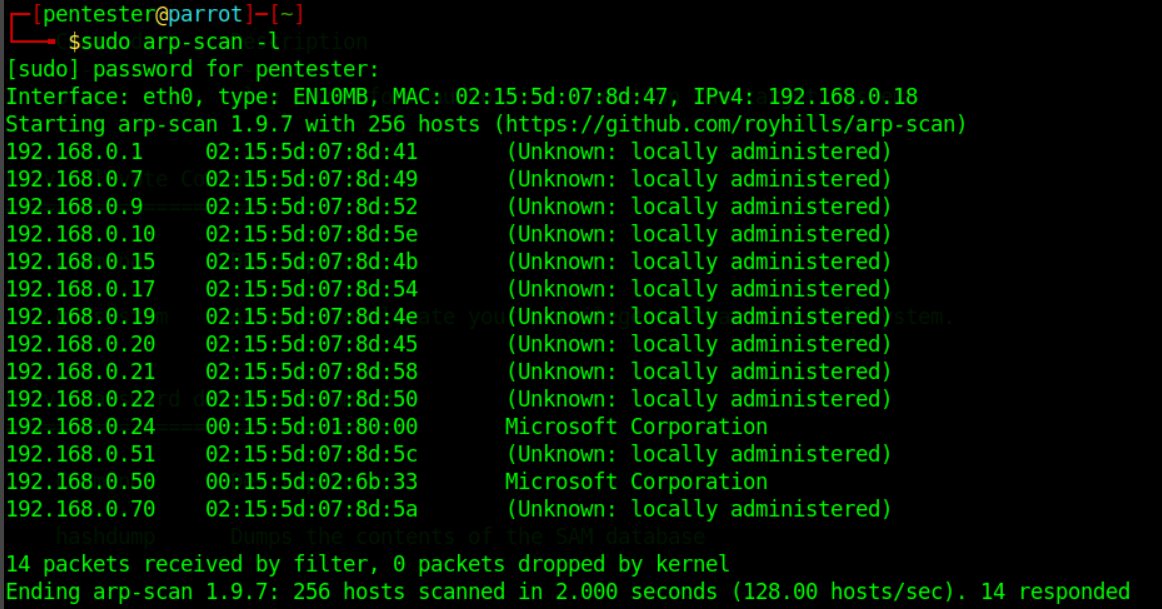 ┌─[pentester@parrot]─[~]
└──╼ $sudo arp-scan -l
[sudo] password for pentester:
Interface: eth0, type: EN10MB, MAC: 02:15:5d:07:8d:47, IPv4: 192.168.0.18
Starting arp-scan 1.9.7 with 256 hosts (https://github.com/royhills/arp-scan)
192.168.0.1 02:15:5d:07:8d:41 (Unknown: locally administered)
192.168.0.7 02:15:5d:07:8d:49 (Unknown: locally administered)
192.168.0.9 02:15:5d:07:8d:52 (Unknown: locally administered)
192.168.0.10 02:15:5d:07:8d:5e (Unknown: locally administered)
192.168.0.15 02:15:5d:07:8d:4b (Unknown: locally administered)
192.168.0.17 02:15:5d:07:8d:54 (Unknown: locally administered)
192.168.0.19 02:15:5d:07:8d:4e (Unknown: locally administered)
192.168.0.20 02:15:5d:07:8d:45 (Unknown: locally administered)
192.168.0.21 02:15:5d:07:8d:58 (Unknown: locally administered)
192.168.0.22 02:15:5d:07:8d:50 (Unknown: locally administered)
192.168.0.24 00:15:5d:01:80:00 Microsoft Corporation
192.168.0.51 02:15:5d:07:8d:5c (Unknown: locally administered)
192.168.0.50 00:15:5d:02:6b:33 Microsoft Corporation
192.168.0.70 02:15:5d:07:8d:5a (Unknown: locally administered)
hashdump Dumps the contents of the SAM database
14 packets received by filter, 0 packets dropped by kernel
Ending arp-scan 1.9.7: 256 hosts scanned in 2.000 seconds (128.00 hosts/sec). 14 responded